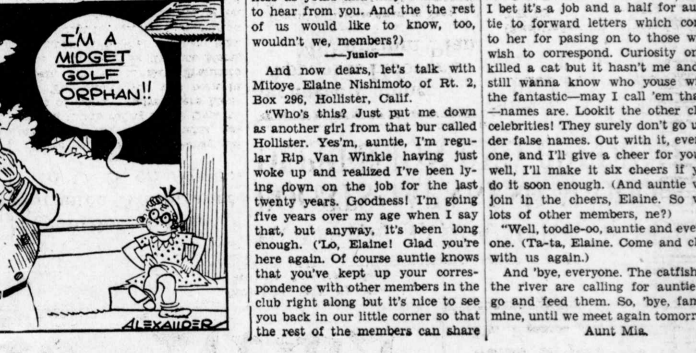 I'M A
MIDGET
GOLF
ORPHAN!!
ALEXANDER
to hear from you. And the the rest
of us would like to know, too,
wouldn't we, members?)
Junior
And now dears, let's talk with
Mitoye Elaine Nishimoto of Rt. 2,
Box 296, Hollister, Calif.
"Who's this? Just put me down
as another girl from that bur called
Hollister. Yes'm, auntie, I'm regu-
lar Rip Van Winkle having just
woke up and realized I've been ly-
ing down on the job for the last
twenty years. Goodness! I'm going
five years over my age when I say
that, but anyway, it's been long
enough. ('Lo, Elaine! Glad you're
here again. Of course auntie knows
that you've kept up your corres-
pondence with other members in the
club right along but it's nice to see
you back in our little corner so that
the rest of the members can share
I bet it's a job and a half for au
tie to forward letters which co
to her for pasing on to those w
wish to correspond. Curiosity on
killed a cat but it hasn't me and
still wanna know who youse w
the fantastic—may I call 'em tha
—names are. Lookit the other cl
celebrities! They surely don't go u
der false names. Out with it, eve
one, and I'll give a cheer for yo
well, I'll make it six cheers if y
do it soon enough. (And auntie
join in the cheers, Elaine. So
lots of other members, ne?)
"Well, toodle-oo, auntie and eve
one. (Ta-ta, Elaine. Come and c
with us again.)
And 'bye, everyone. The catfish
the river are calling for auntie
go and feed them. So, 'bye, fan
mine, until we meet again tomorr
Aunt Mia.